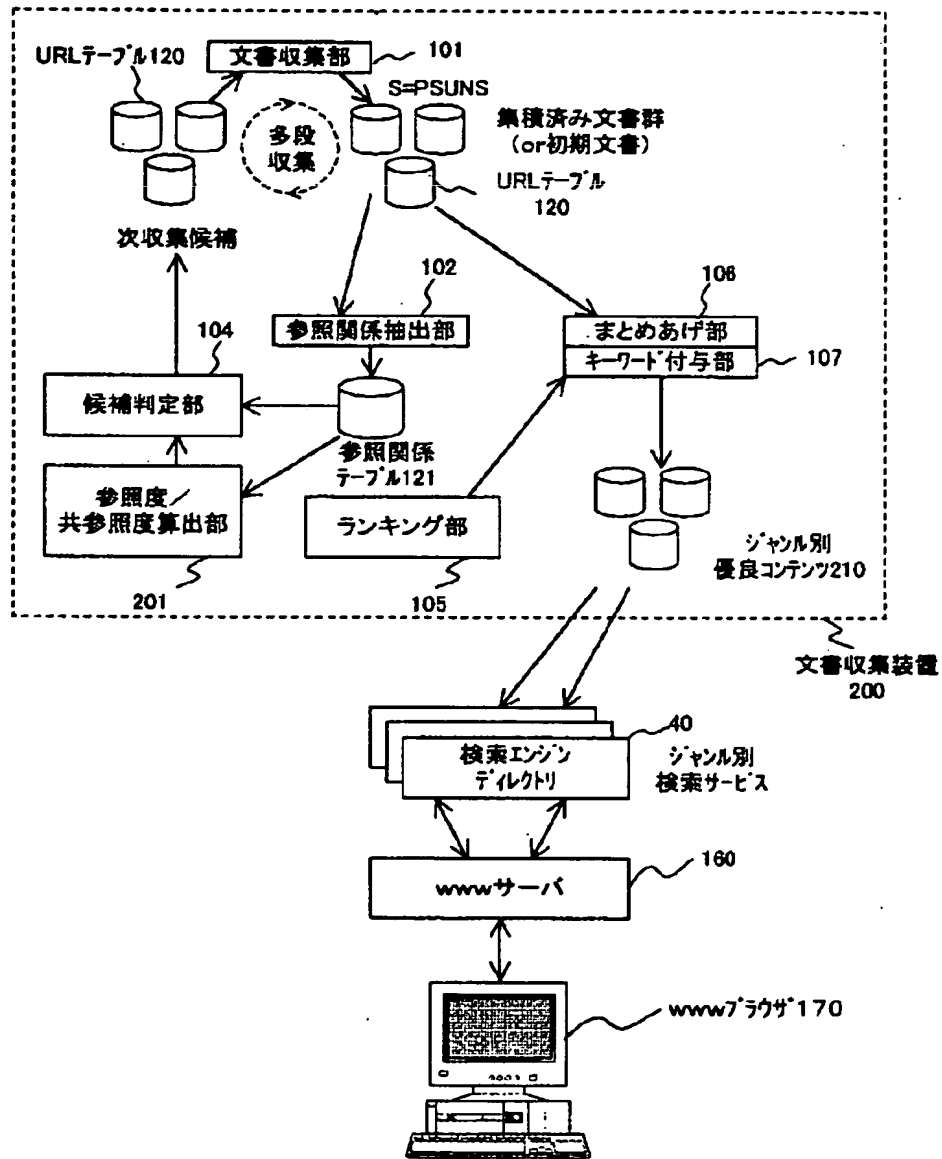 URLテーブル120
文書収集部
101
S=PSUNS
多段
収集
集積済み文書群
(or初期文書)
URLテーブル
120
次収集候補
102
参照関係抽出部
106
まとめあげ部
キーワード付与部
107
104
候補判定部
参照関係
テーブル121
参照度/
共参照度算出部
201
ランキング部
105
ジャンル別
優良コンテンツ210
文書収集装置
200
40
検索エンジン
ディレクトリ
ジャンル別
検索サービス
160
wwwサーバ
wwwブラウザ170